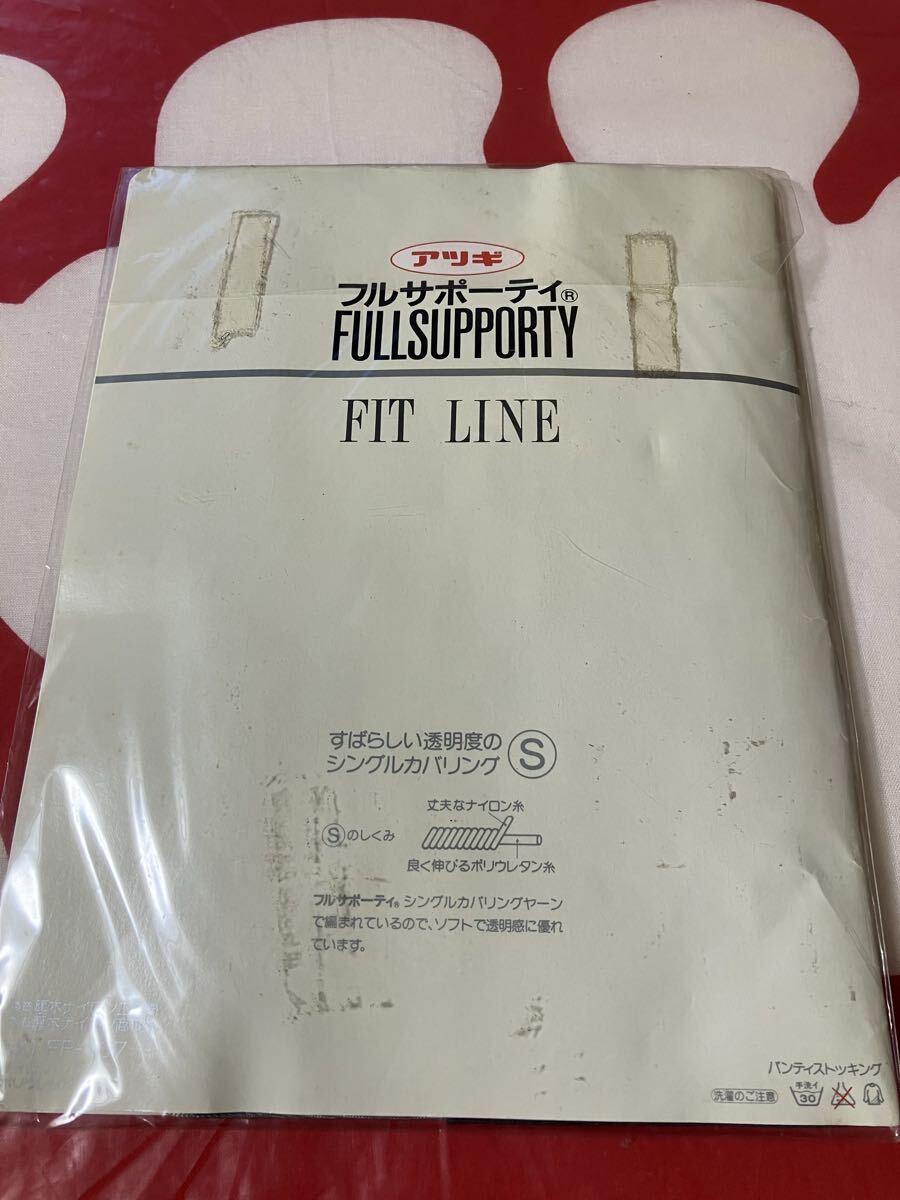 アツギ
フルサポーティ®
FULLSUPPORTY
FIT LINE
すばらしい透明度の
シングルカバリング Ⓢ
丈夫なナイロン糸
Ⓢのしくみ
良く伸びるポリウレタン糸
フルサポーティ® シングルカバリングヤーン
で編まれているので、ソフトで透明感に優れ
ています。
パンティストッキング
洗濯のご注意 手洗イ 30